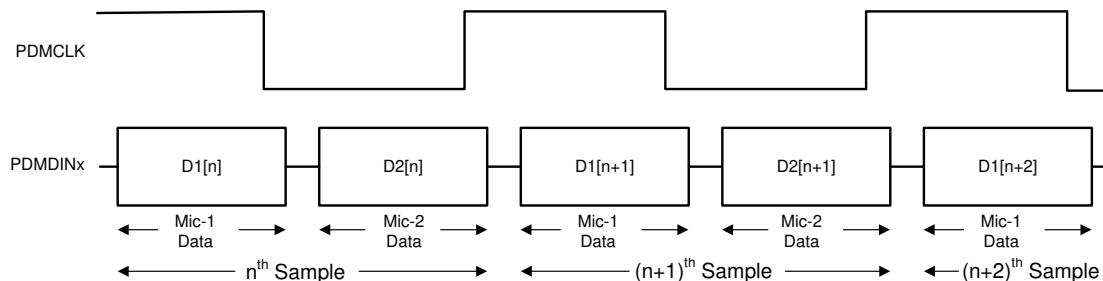 PDMCLK
PDMDINx
D1[n]
D2[n]
D1[n+1]
D2[n+1]
D1[n+2]
Mic-1
Data
Mic-2
Data
Mic-1
Data
Mic-2
Data
Mic-1
Data
nth Sample
(n+1)th Sample
(n+2)th Sample